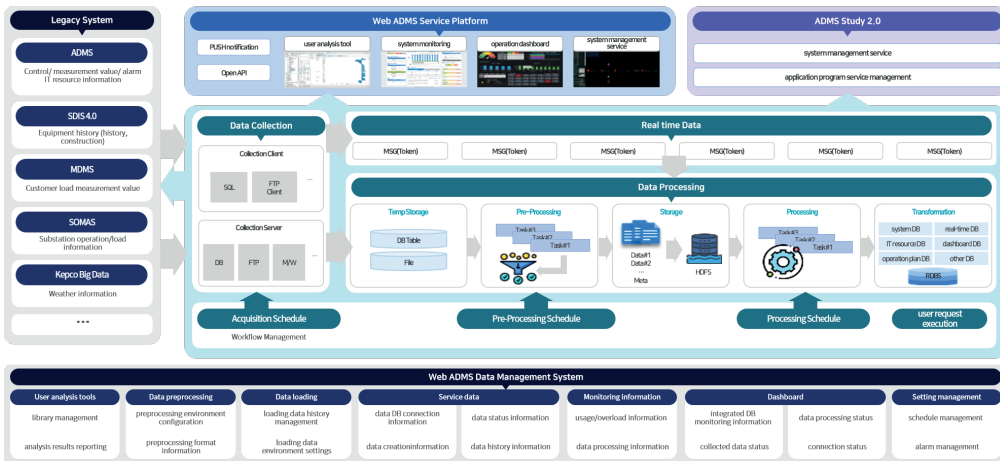 Legacy System
ADMS
Control/ measurement value/ alarm
IT resource information
SDIS 4.0
Equipment history (history,
construction)
MDMS
Customer load measurement value
SOMAS
Substation operation/load
information
Kepco Big Data
Weather information
...
Web ADMS Service Platform
PUSH notification
Open API
user analysis tool
system monitoring
operation dashboard
system management
service
ADMS Study 2.0
system management service
application program service management
Data Collection
Collection Client
SQL
FTP
Client
...
Collection Server
DB
FTP
M/W
...
Real time Data
MSG(Token)
MSG(Token)
MSG(Token)
MSG(Token)
MSG(Token)
MSG(Token)
Data Processing
Temp Storage
DB Table
File
Pre-Processing
Task#3
Task#2
Task#1
Storage
Data#1
Data#2
...
Meta
HDFS
Processing
Task#3
Task#2
Task#1
Transformation
system DB
real-time DB
IT resource DB
dashboard DB
operation plan DB
other DB
RDBS
Acquisition Schedule
Pre-Processing Schedule
Processing Schedule
user request
execution
Workflow Management
Web ADMS Data Management System
User analysis tools
library management
analysis results reporting
Data preprocessing
preprocessing environment
configuration
preprocessing format
information
Data loading
loading data history
management
loading data
environment settings
Service data
data DB connection
information
data status information
data creationinformation
data history information
Monitoring information
usage/overload information
data processing information
Dashboard
integrated DB
monitoring information
data processing status
collected data status
connection status
Setting management
schedule management
alarm management